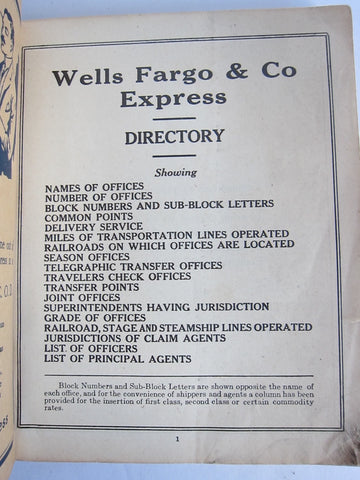 Wells Fargo & Co
Express
DIRECTORY
Showing
NAMES OF OFFICES
NUMBER OF OFFICES
BLOCK NUMBERS AND SUB-BLOCK LETTERS
COMMON POINTS
DELIVERY SERVICE
MILES OF TRANSPORTATION LINES OPERATED
RAILROADS ON WHICH OFFICES ARE LOCATED
SEASON OFFICES
TELEGRAPHIC TRANSFER OFFICES
TRAVELERS CHECK OFFICES
TRANSFER POINTS
JOINT OFFICES
SUPERINTENDENTS HAVING JURISDICTION
GRADE OF OFFICES
RAILROAD, STAGE AND STEAMSHIP LINES OPERATED
JURISDICTIONS OF CLAIM AGENTS
LIST OF OFFICERS
LIST OF PRINCIPAL AGENTS
Block Numbers and Sub-Block Letters are shown opposite the name of
each office, and for the convenience of shippers and agents a column has been
provided for the insertion of first class, second class or certain commodity
rates.
1